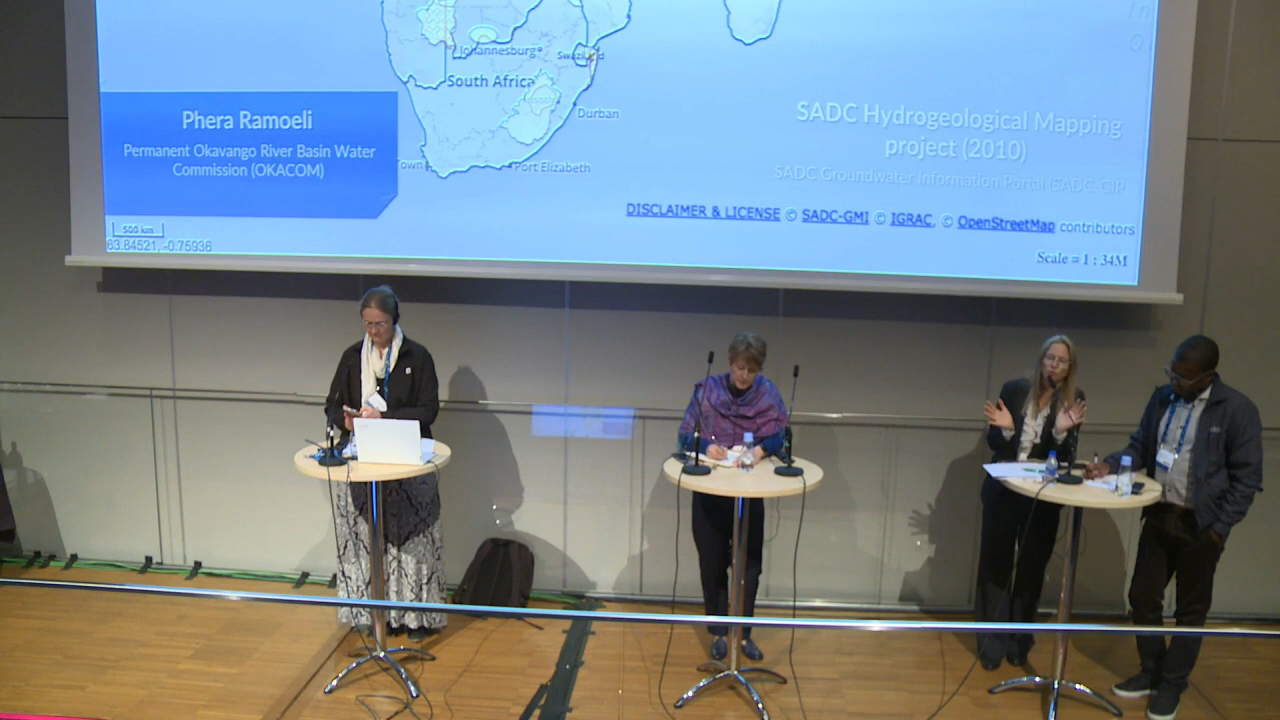 Johannesburg
Swaziland
South Africa
Durban
Town
Port Elizabeth
Phera Ramoeli
Permanent Okavango River Basin Water
Commission (OKACOM)
SADC Hydrogeological Mapping
project (2010)
SADC Groundwater Information Portal (SADC-GIP)
DISCLAIMER & LICENSE © SADC-GMI © IGRAC, © OpenStreetMap contributors
500 km
63.84521, -0.75936
Scale = 1 : 34M